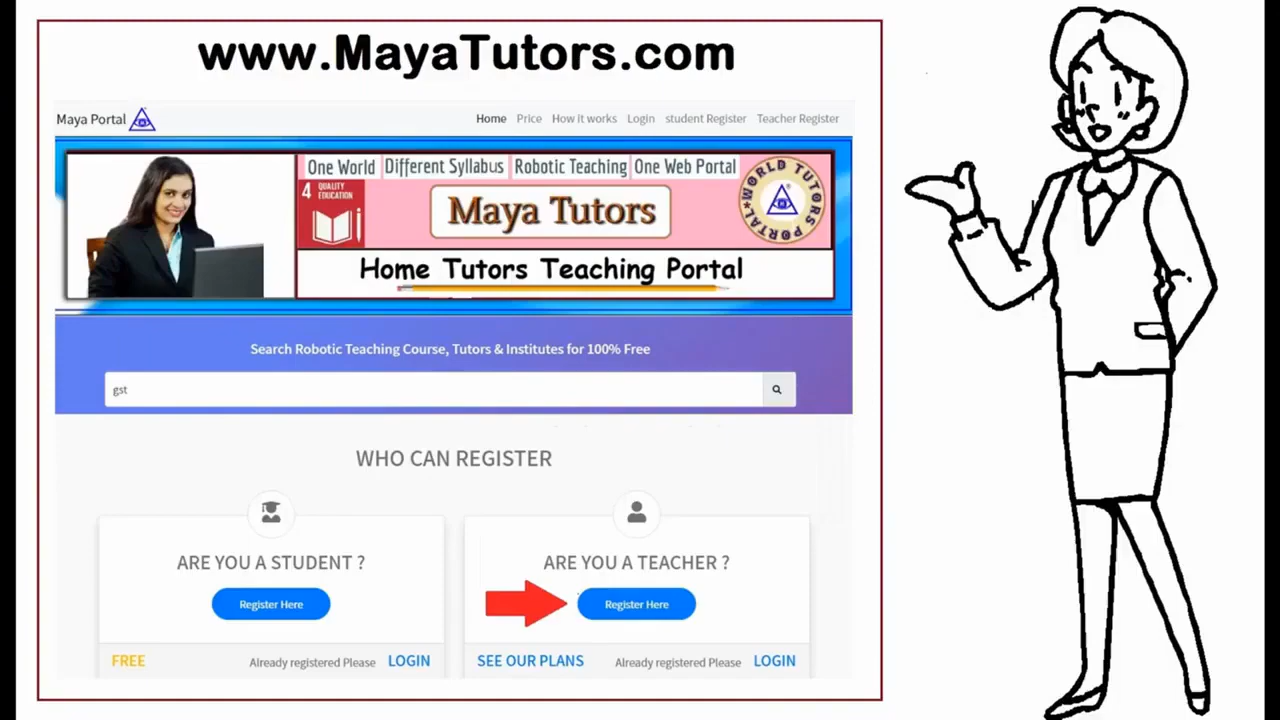 www.MayaTutors.com
Maya Portal Home Price How it works Login student Register Teacher Register
One World Different Syllabus Robotic Teaching One Web Portal
4 QUALITY EDUCATION
Maya Tutors
WORLD TUTORS PORTAL
Home Tutors Teaching Portal
Search Robotic Teaching Course, Tutors & Institutes for 100% Free
gst
WHO CAN REGISTER
ARE YOU A STUDENT ? ARE YOU A TEACHER ?
Register Here Register Here
FREE Already registered Please LOGIN SEE OUR PLANS Already registered Please LOGIN